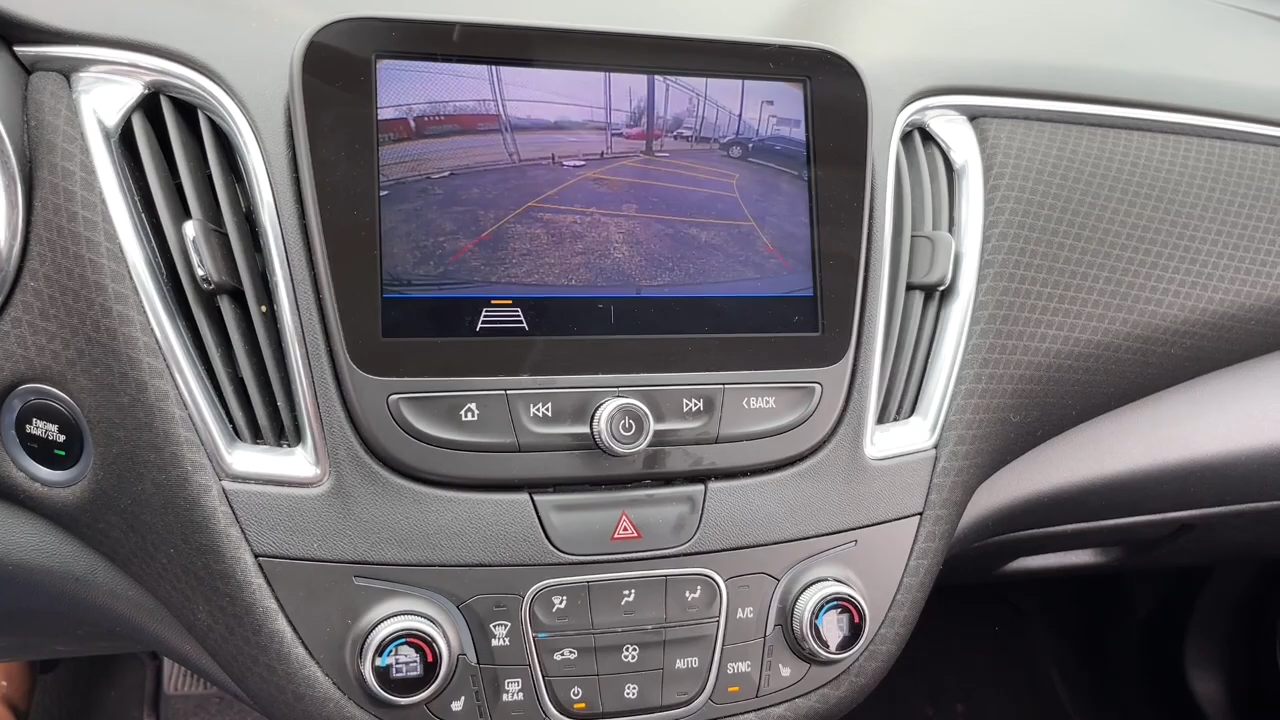 BACK
ENGINE
START/STOP
A/C
MAX
AUTO
SYNC
REAR